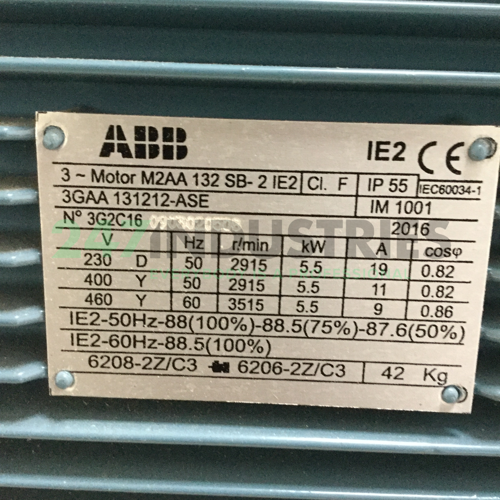 ABB IE2 CE
3 ~ Motor M2AA 132 SB- 2 IE2 Cl. F IP 55 IEC60034-1
3GAA 131212-ASE IM 1001
Nº 3G2C16 2016
V Hz r/min kW A cosφ
230 D 50 2915 5.5 19 0.82
400 Y 50 2915 5.5 11 0.82
460 Y 60 3515 5.5 9 0.86
IE2-50Hz-88(100%)-88.5(75%)-87.6(50%)
IE2-60Hz-88.5(100%)
6208-2Z/C3 6206-2Z/C3 42 Kg
247INDUSTRIES